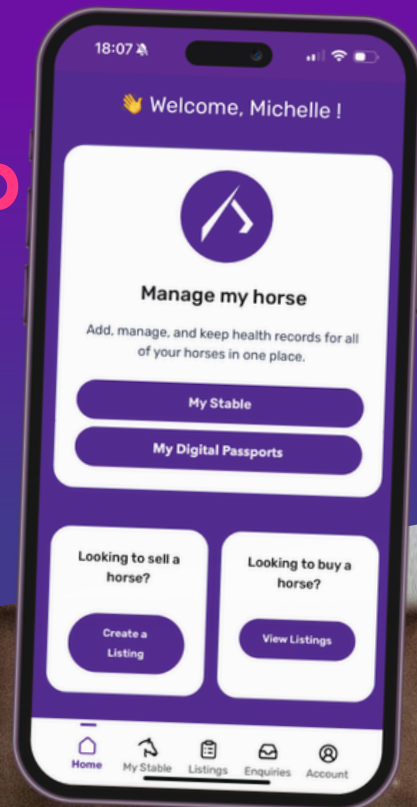 18:07
👋 Welcome, Michelle !
Manage my horse
Add, manage, and keep health records for all
of your horses in one place.
My Stable
My Digital Passports
Looking to sell a
horse?
Create a
Listing
Looking to buy a
horse?
View Listings
Home
My Stable
Listings
Enquiries
Account